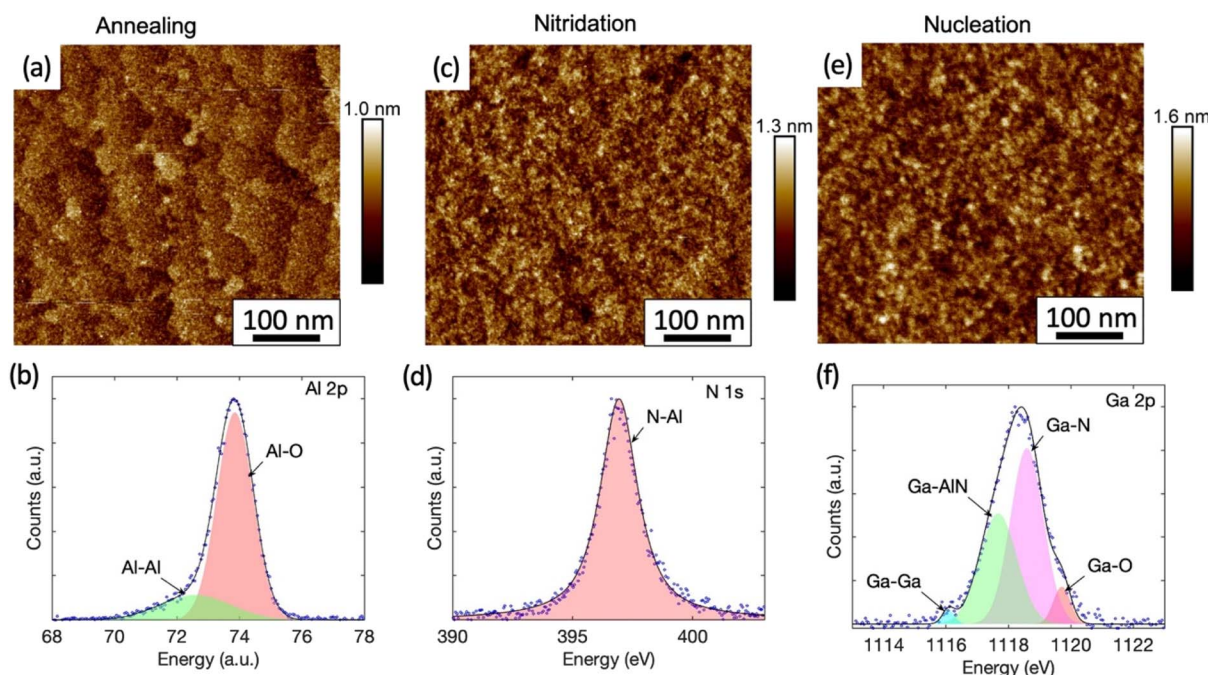 Annealing
Nitridation
Nucleation
(a)
1.0 nm
100 nm
(c)
1.3 nm
100 nm
(e)
1.6 nm
100 nm
(b)
Al 2p
Al-O
Al-Al
Counts (a.u.)
68 70 72 74 76 78
Energy (a.u.)
(d)
N 1s
N-Al
Counts (a.u.)
390 395 400
Energy (eV)
(f)
Ga 2p
Ga-N
Ga-AlN
Ga-O
Ga-Ga
Counts (a.u.)
1114 1116 1118 1120 1122
Energy (eV)